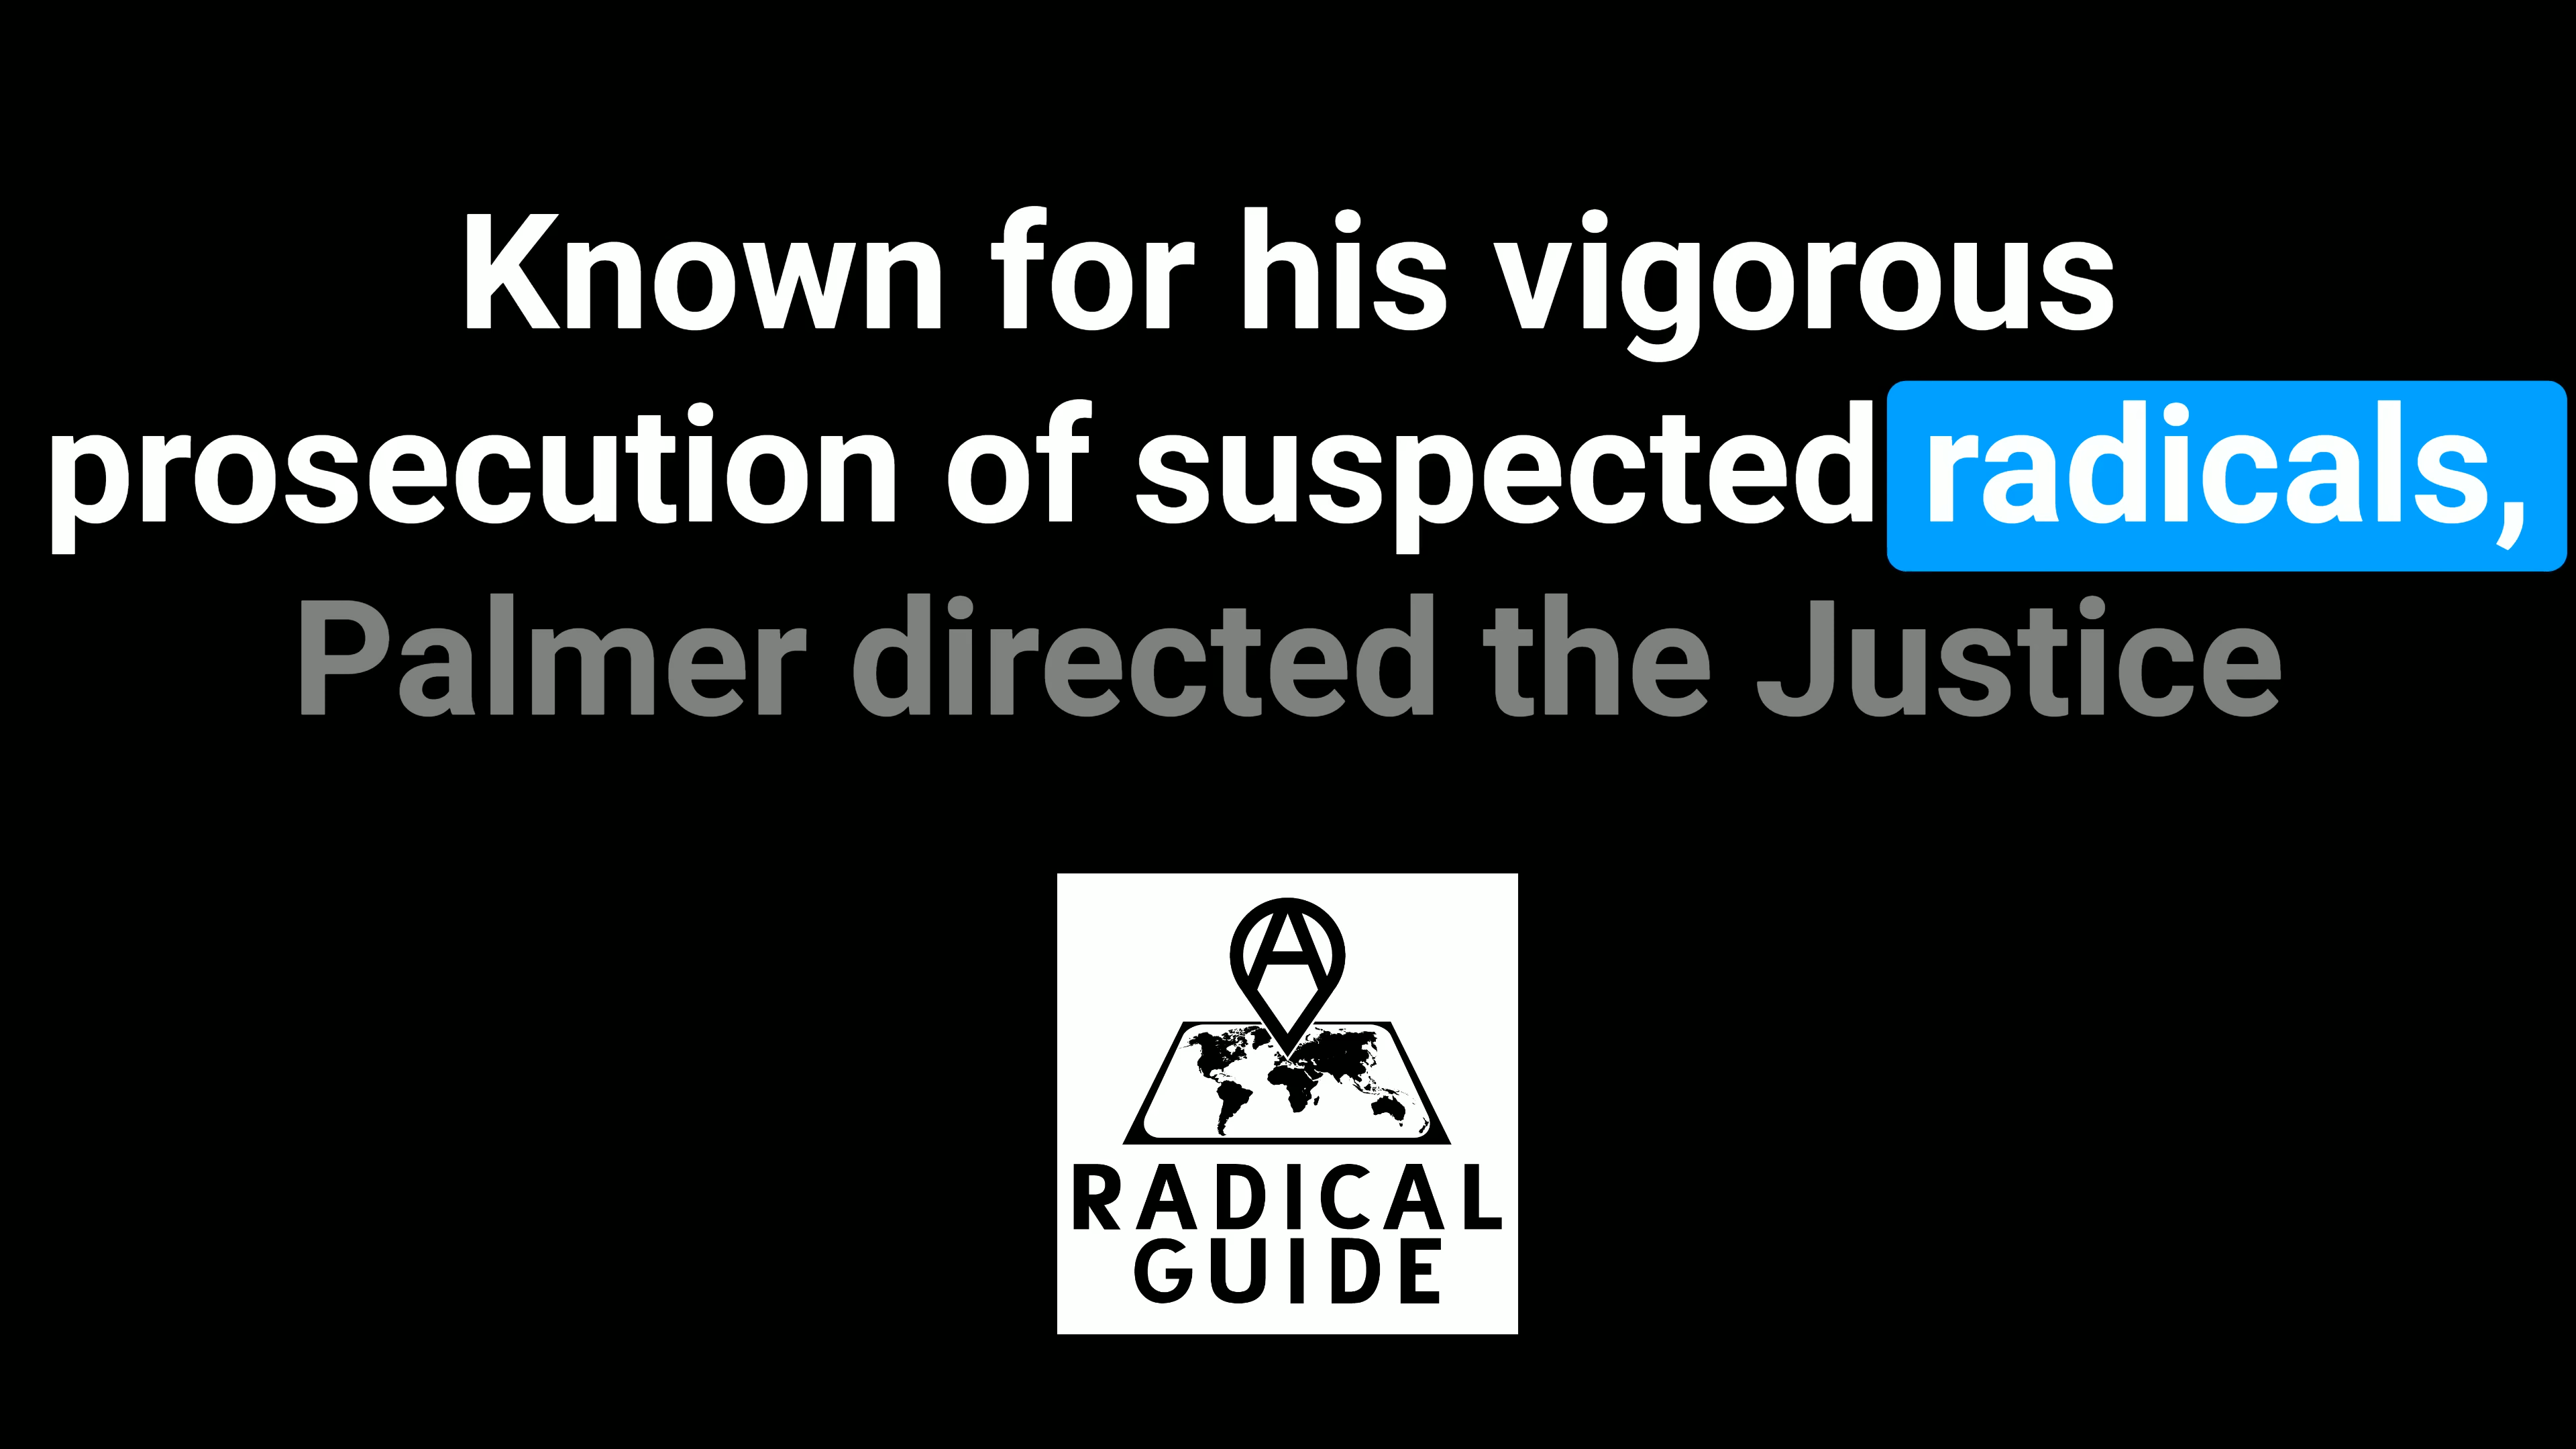 Known for his vigorous
prosecution of suspected radicals,
Palmer directed the Justice
A
RADICAL
GUIDE